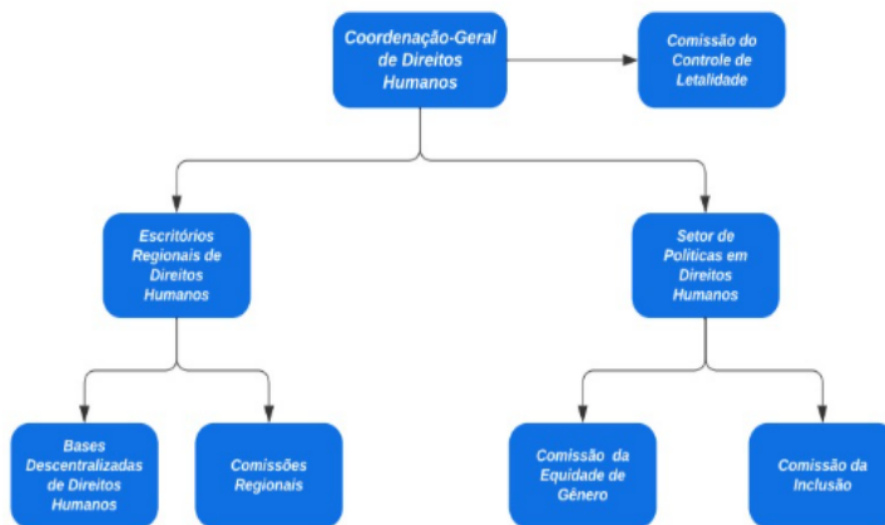 Coordenação-Geral
de Direitos
Humanos
Comissão do
Controle de
Letalidade
Escritórios
Regionais de
Direitos
Humanos
Setor de
Políticas em
Direitos
Humanos
Bases
Descentralizadas
de Direitos
Humanos
Comissões
Regionais
Comissão da
Equidade de
Gênero
Comissão da
Inclusão